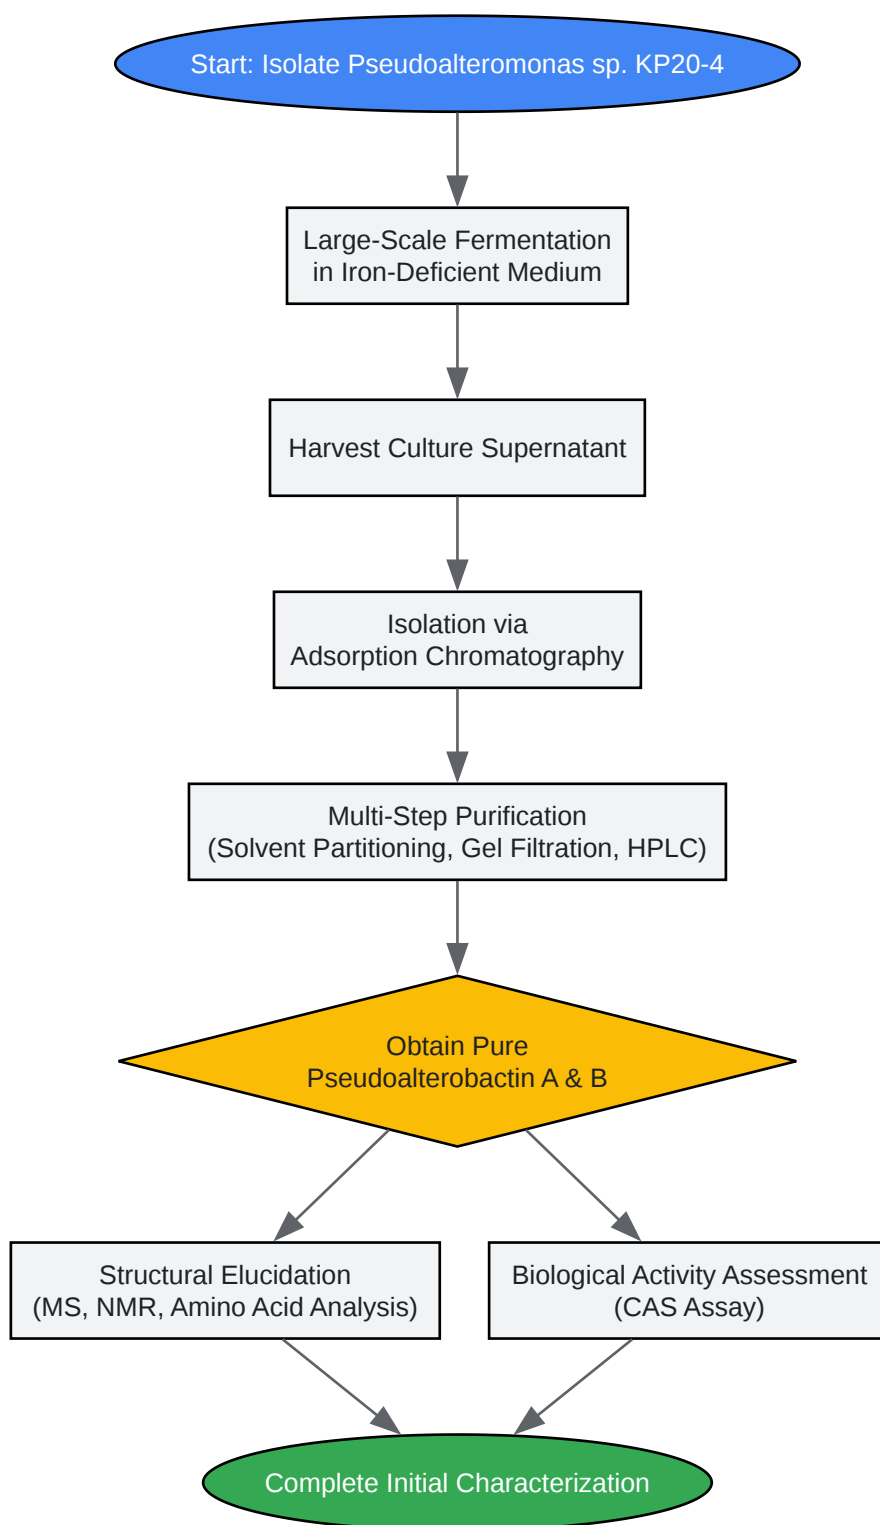 Start: Isolate Pseudoalteromonas sp. KP20-4
Large-Scale Fermentation
in Iron-Deficient Medium
Harvest Culture Supernatant
Isolation via
Adsorption Chromatography
Multi-Step Purification
(Solvent Partitioning, Gel Filtration, HPLC)
Obtain Pure
Pseudoalterobactin A & B
Structural Elucidation
(MS, NMR, Amino Acid Analysis)
Biological Activity Assessment
(CAS Assay)
Complete Initial Characterization